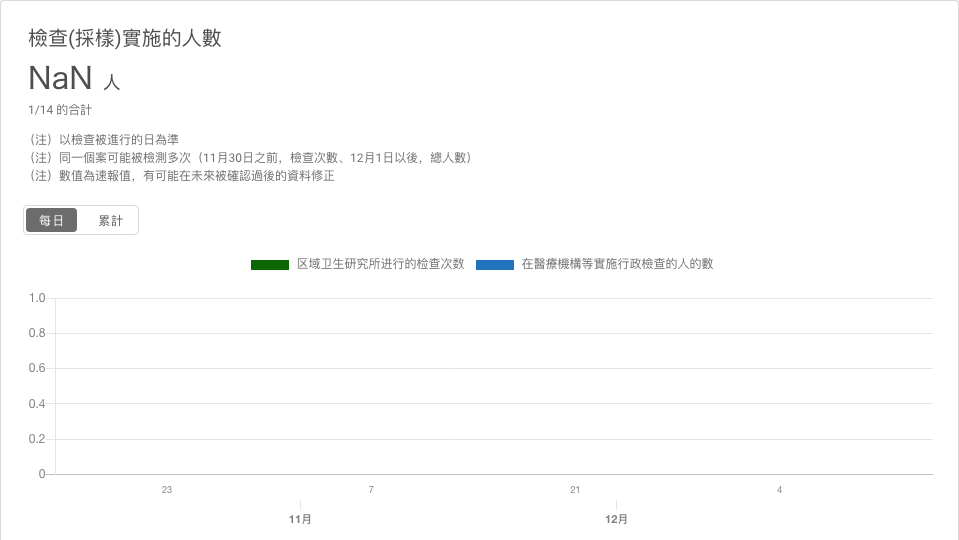 檢查(採樣)實施的人數
NaN 人
1/14 的合計
（注）以檢查被進行的日為準
（注）同一個案可能被檢測多次（11月30日之前，檢查次數、12月1日以後，總人數）
（注）數值為速報值，有可能在未來被確認過後的資料修正
每日 累計
区域卫生研究所进行的检查次数 在醫療機構等實施行政檢查的人的數
1.0
0.8
0.6
0.4
0.2
0
23 7 21 4
11月 12月